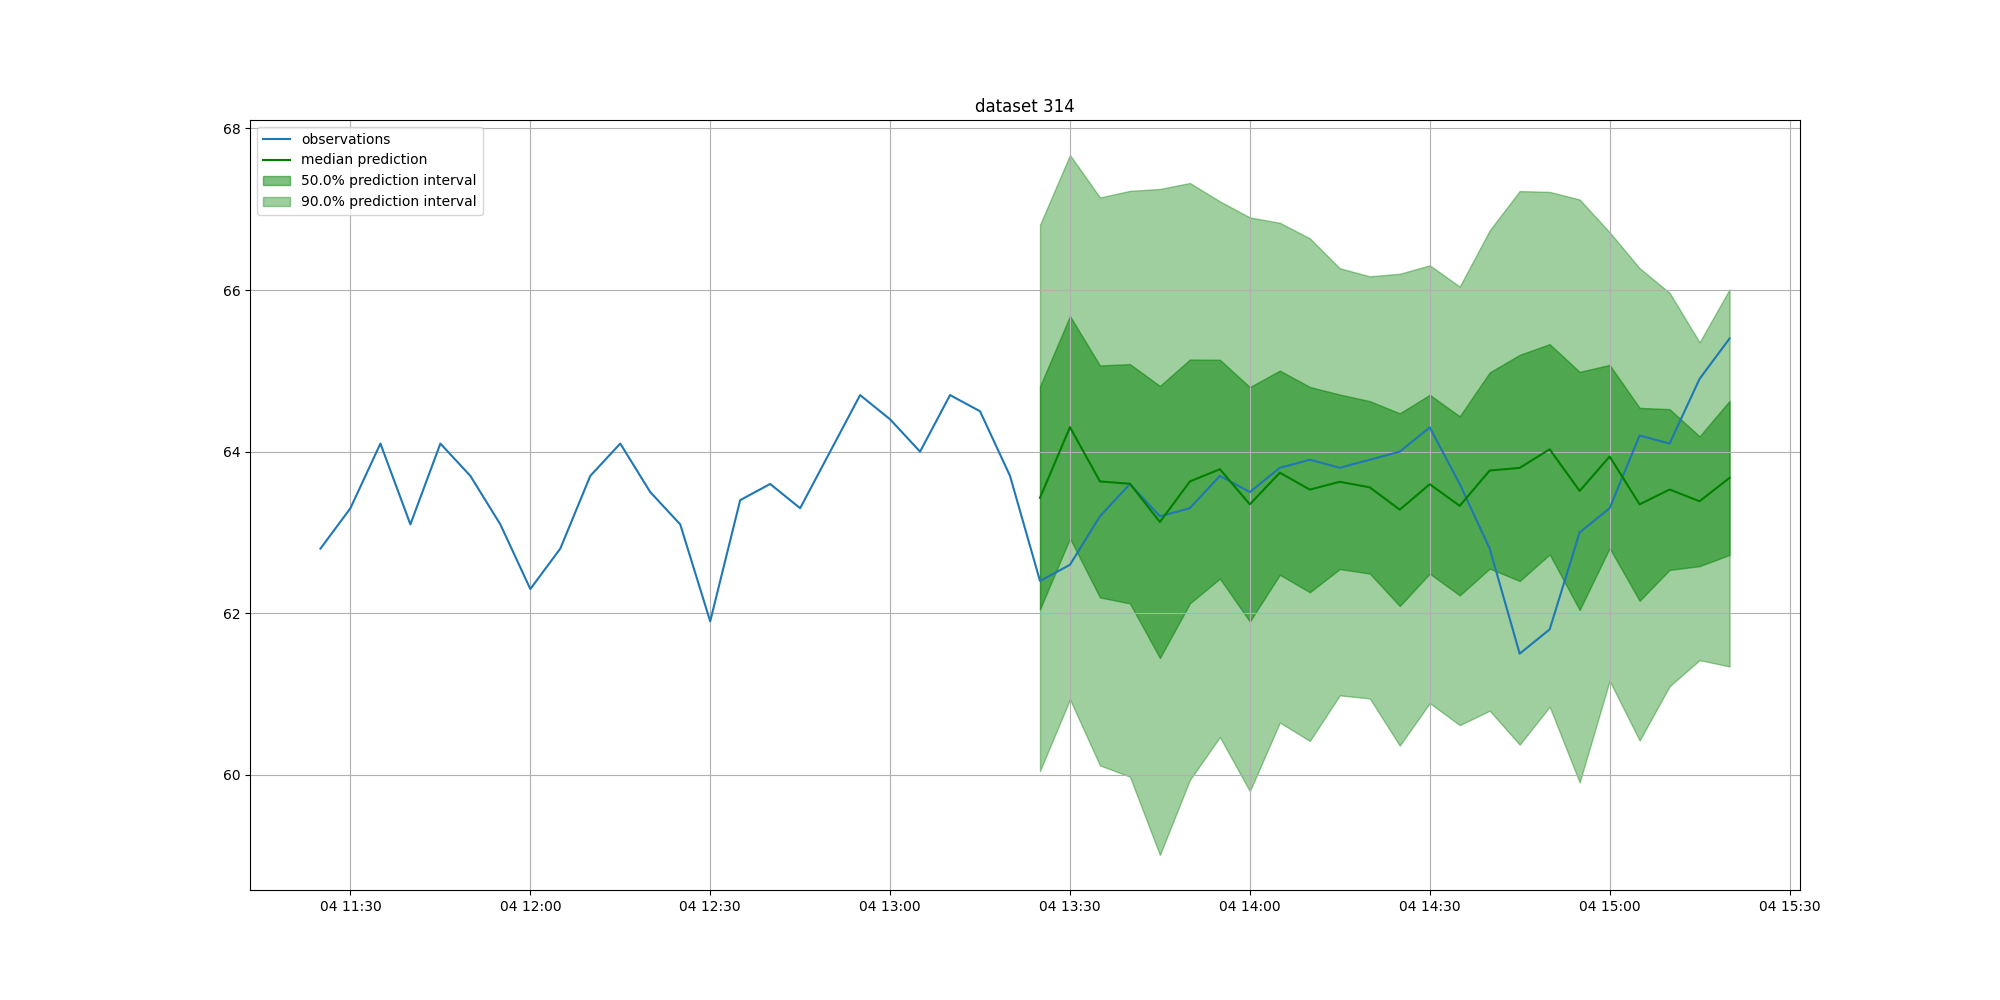 dataset 314
observations
median prediction
50.0% prediction interval
90.0% prediction interval
68
66
64
62
60
04 11:30 04 12:00 04 12:30 04 13:00 04 13:30 04 14:00 04 14:30 04 15:00 04 15:30